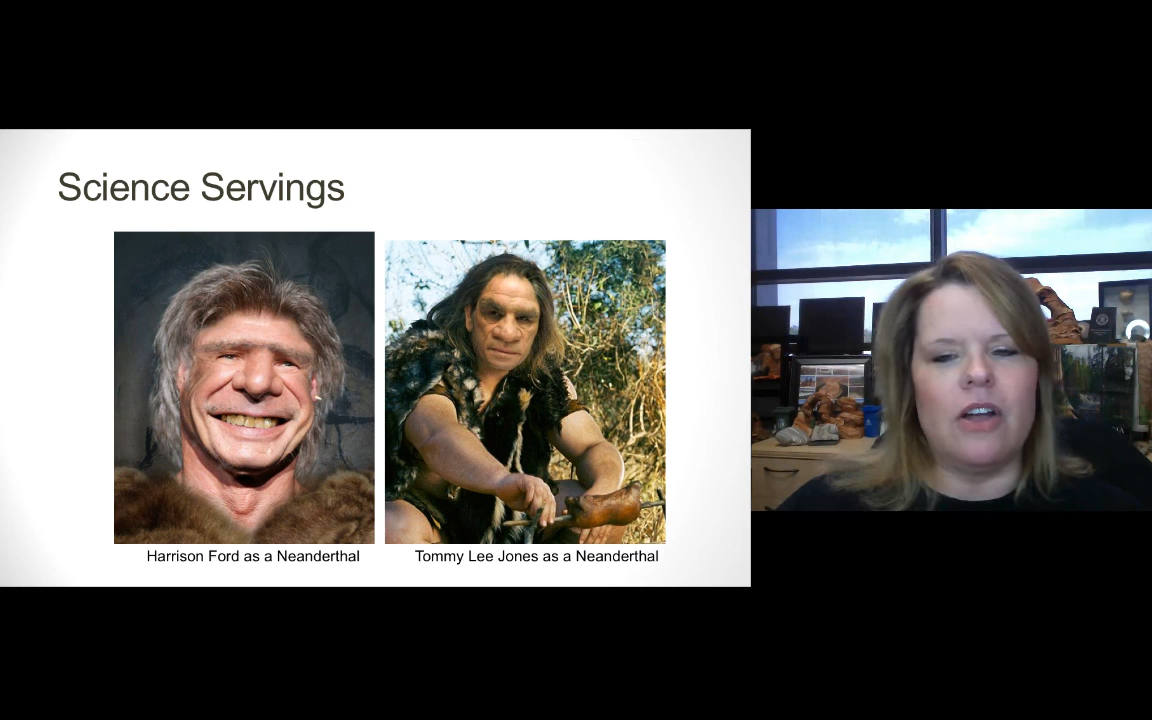 Science Servings
Harrison Ford as a Neanderthal
Tommy Lee Jones as a Neanderthal